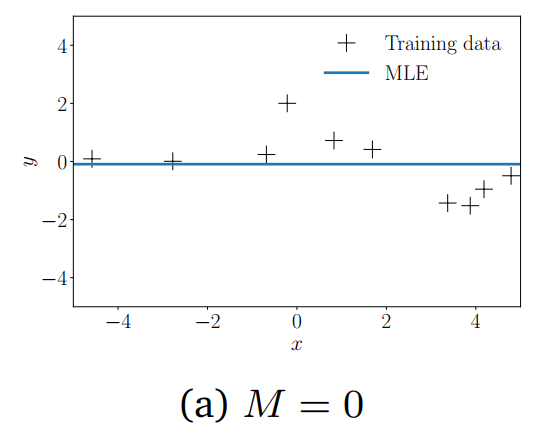 4
2
0
−2
−4
y
Training data
MLE
−4 −2 0 2 4
x
(a) M = 0